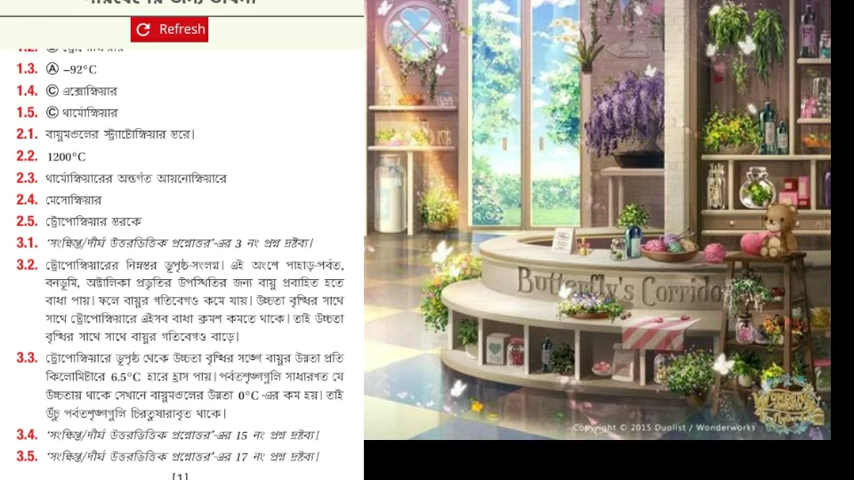 পরিবেশের জন্য ভাবনা
Refresh
1.2.
1.3. Ⓐ –92°C
1.4. Ⓒ এক্সোস্ফিয়ার
1.5. Ⓒ থার্মোস্ফিয়ার
2.1. বায়ুমণ্ডলের স্ট্র্যাটোস্ফিয়ার স্তরে।
2.2. 1200°C
2.3. থার্মোস্ফিয়ারের অন্তর্গত আয়নোস্ফিয়ারে
2.4. মেসোস্ফিয়ার
2.5. ট্রোপোস্ফিয়ার স্তরকে
3.1. 'সংক্ষিপ্ত/দীর্ঘ উত্তরভিত্তিক প্রশ্নোত্তর'-এর 3 নং প্রশ্ন দ্রষ্টব্য।
3.2. ট্রোপোস্ফিয়ারের নিম্নস্তর ভূপৃষ্ঠ-সংলগ্ন। এই অংশে পাহাড়-পর্বত,
বনভূমি, অট্টালিকা প্রভৃতির উপস্থিতির জন্য বায়ু প্রবাহিত হতে
বাধা পায়। ফলে বায়ুর গতিবেগও কমে যায়। উচ্চতা বৃদ্ধির সাথে
সাথে ট্রোপোস্ফিয়ারে এইসব বাধা ক্রমশ কমতে থাকে। তাই উচ্চতা
বৃদ্ধির সাথে সাথে বায়ুর গতিবেগও বাড়ে।
3.3. ট্রোপোস্ফিয়ারে ভূপৃষ্ঠ থেকে উচ্চতা বৃদ্ধির সঙ্গে বায়ুর উষ্ণতা প্রতি
কিলোমিটারে 6.5°C হারে হ্রাস পায়। পর্বতশৃঙ্গগুলি সাধারণত যে
উচ্চতায় থাকে সেখানে বায়ুমণ্ডলের উষ্ণতা 0°C-এর কম হয়। তাই
উঁচু পর্বতশৃঙ্গগুলি চিরতুষারাবৃত থাকে।
3.4. 'সংক্ষিপ্ত/দীর্ঘ উত্তরভিত্তিক প্রশ্নোত্তর'-এর 15 নং প্রশ্ন দ্রষ্টব্য।
3.5. 'সংক্ষিপ্ত/দীর্ঘ উত্তরভিত্তিক প্রশ্নোত্তর'-এর 17 নং প্রশ্ন দ্রষ্টব্য।
[1]
Butterfly's Corridor
Copyright © 2015 Duolist / Wonderworks